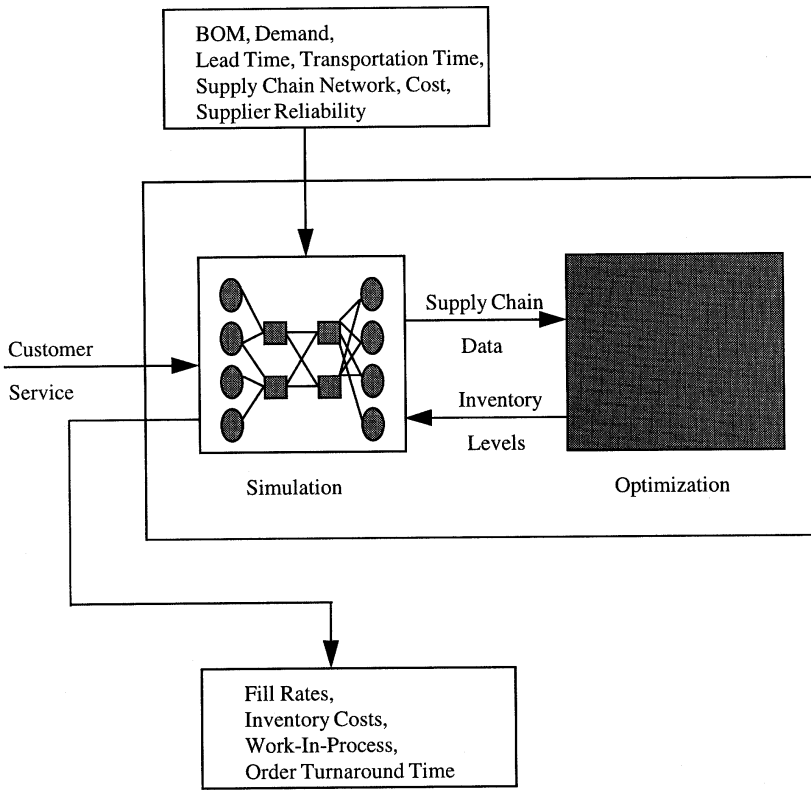 BOM, Demand,
Lead Time, Transportation Time,
Supply Chain Network, Cost,
Supplier Reliability
Supply Chain
Data
Customer
Service
Inventory
Levels
Simulation
Optimization
Fill Rates,
Inventory Costs,
Work-In-Process,
Order Turnaround Time